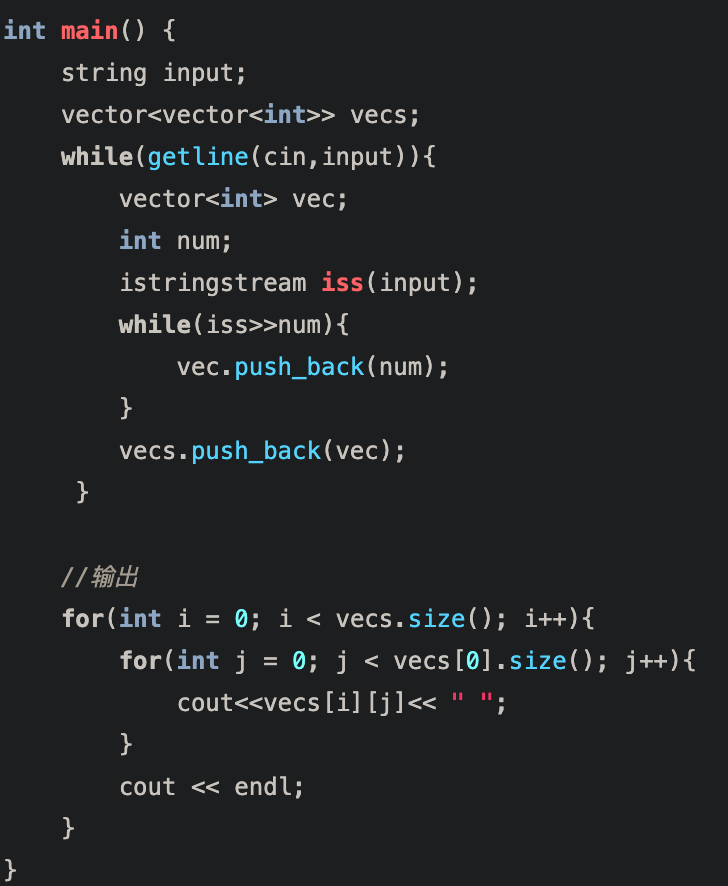 int main() {
    string input;
    vector<vector<int>> vecs;
    while(getline(cin,input)){
        vector<int> vec;
        int num;
        istringstream iss(input);
        while(iss>>num){
            vec.push_back(num);
        }
        vecs.push_back(vec);
     }

    //输出
    for(int i = 0; i < vecs.size(); i++){
        for(int j = 0; j < vecs[0].size(); j++){
            cout<<vecs[i][j]<< " ";
        }
        cout << endl;
    }
}